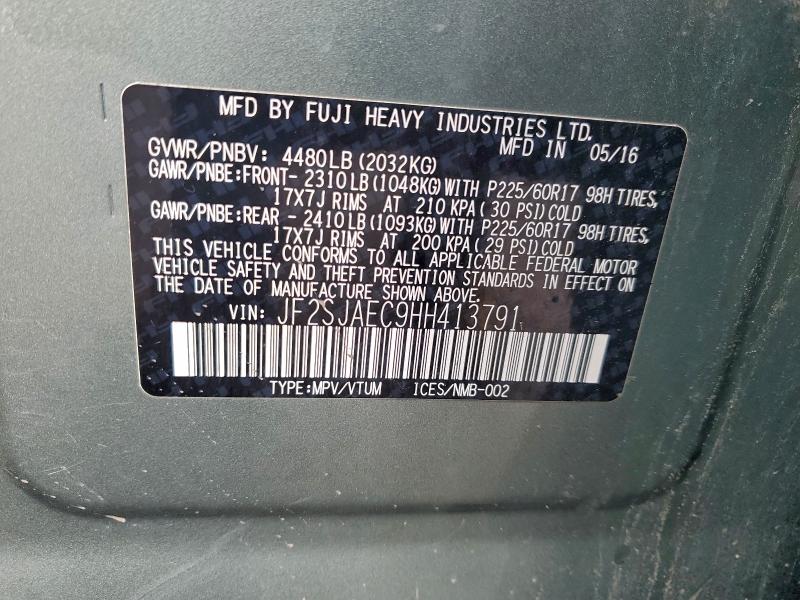 MFD BY FUJI HEAVY INDUSTRIES LTD.
MFD IN 05/16
GVWR/PNBV: 4480LB(2032KG)
GAWR/PNBE:FRONT- 2310LB(1048KG)WITH P225/60R17 98H TIRES,
17X7J RIMS AT 210 KPA( 30 PSI)COLD
GAWR/PNBE:REAR - 2410LB(1093KG)WITH P225/60R17 98H TIRES,
17X7J RIMS AT 200 KPA( 29 PSI)COLD
THIS VEHICLE CONFORMS TO ALL APPLICABLE FEDERAL MOTOR
VEHICLE SAFETY AND THEFT PREVENTION STANDARDS IN EFFECT ON
THE DATE OF MANUFACTURE SHOWN ABOVE.
VIN: JF2SJAEC9HH413791
TYPE:MPV/VTUM ICES/NMB-002